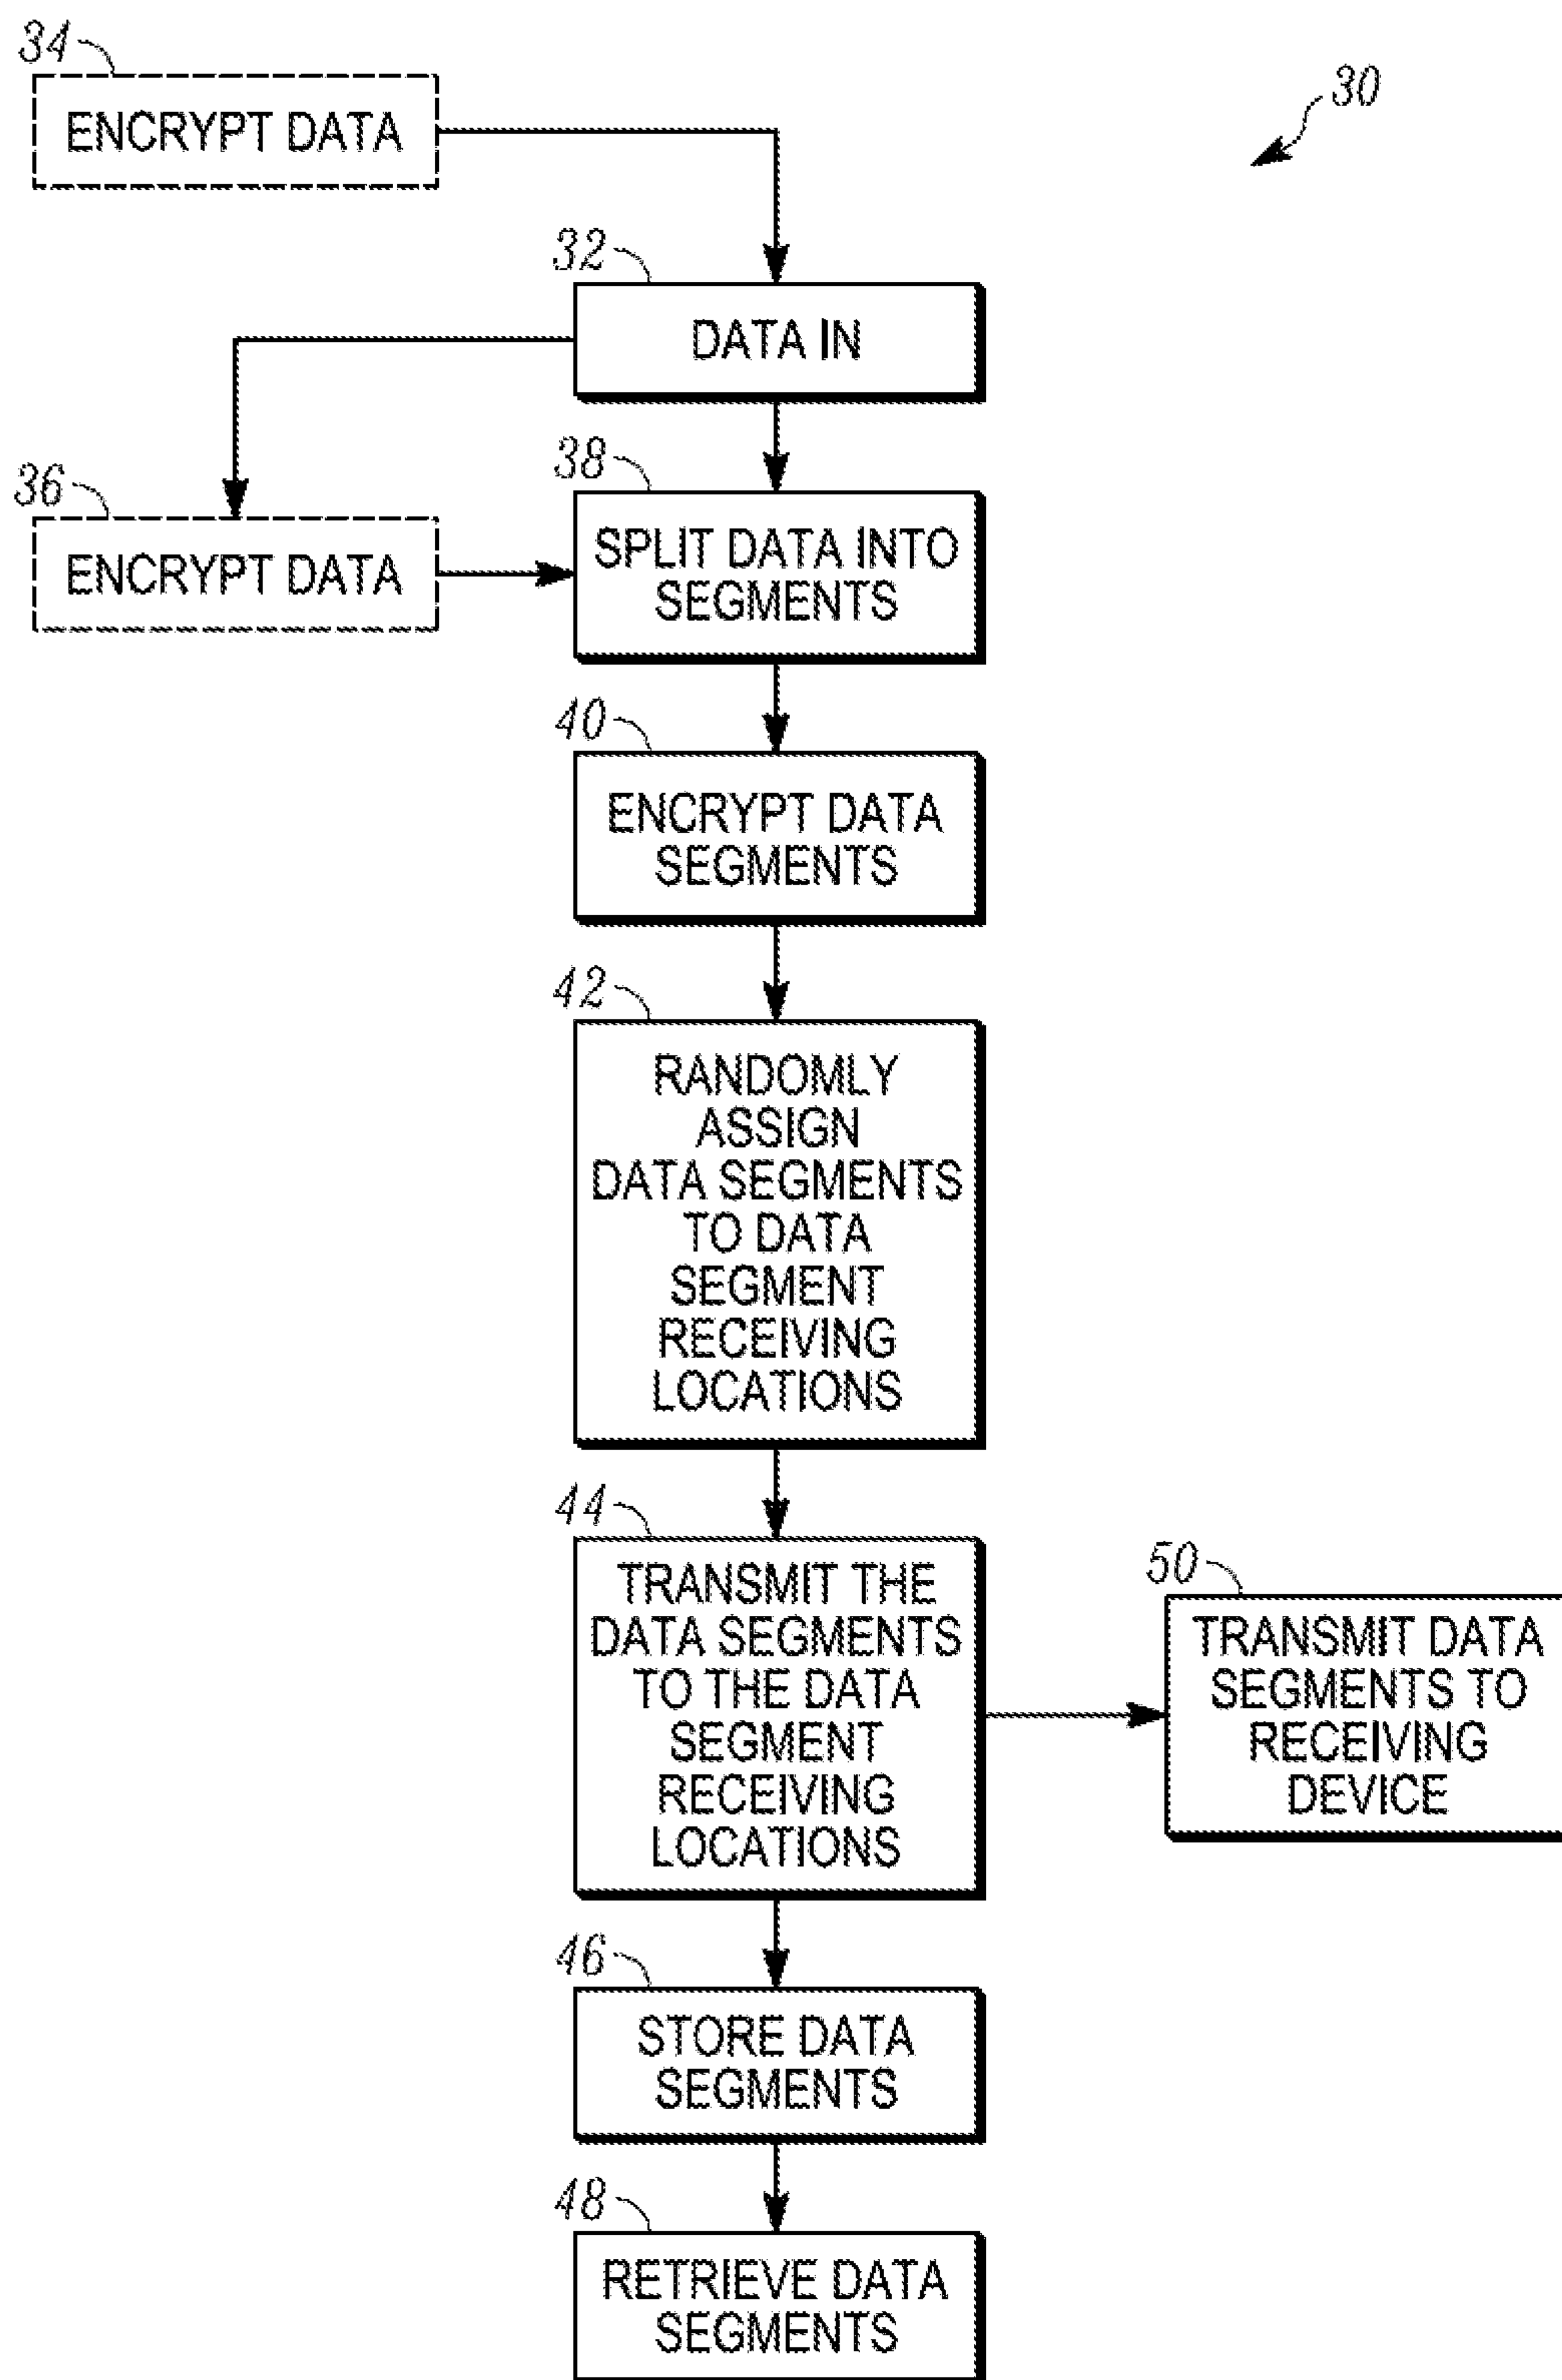 34
ENCRYPT DATA
30
32
DATA IN
36
ENCRYPT DATA
38
SPLIT DATA INTO
SEGMENTS
40
ENCRYPT DATA
SEGMENTS
42
RANDOMLY
ASSIGN
DATA SEGMENTS
TO DATA
SEGMENT
RECEIVING
LOCATIONS
44
TRANSMIT THE
DATA SEGMENTS
TO THE DATA
SEGMENT
RECEIVING
LOCATIONS
50
TRANSMIT DATA
SEGMENTS TO
RECEIVING
DEVICE
46
STORE DATA
SEGMENTS
48
RETRIEVE DATA
SEGMENTS